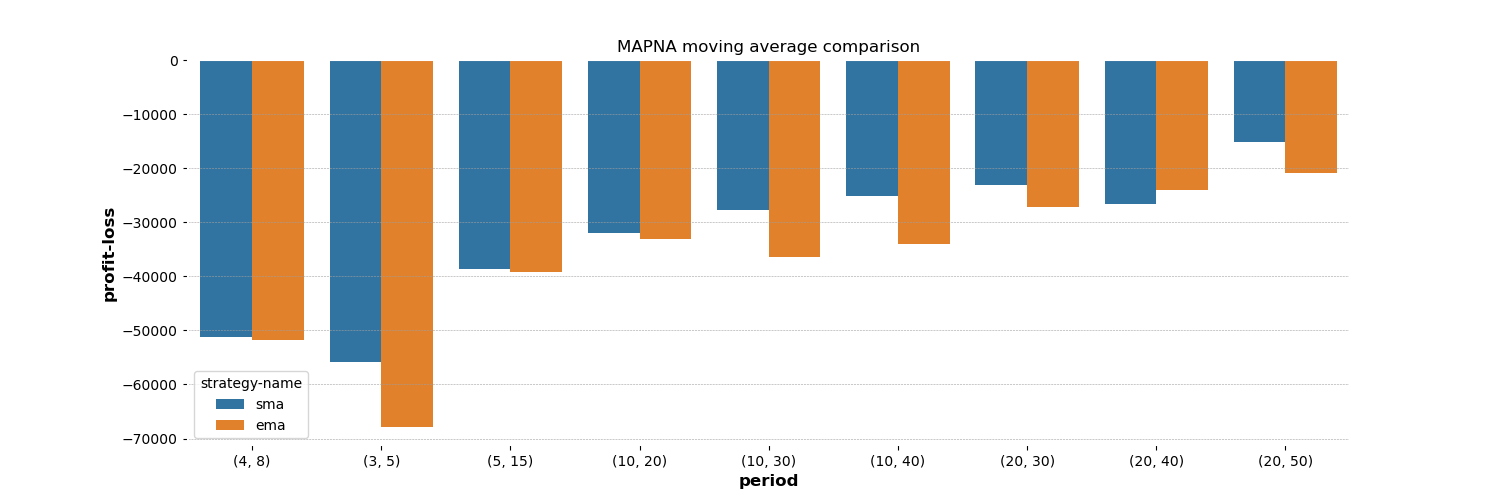 MAPNA moving average comparison
0
−10000
−20000
−30000
−40000
−50000
−60000
−70000
profit-loss
strategy-name
sma
ema
(4, 8) (3, 5) (5, 15) (10, 20) (10, 30) (10, 40) (20, 30) (20, 40) (20, 50)
period